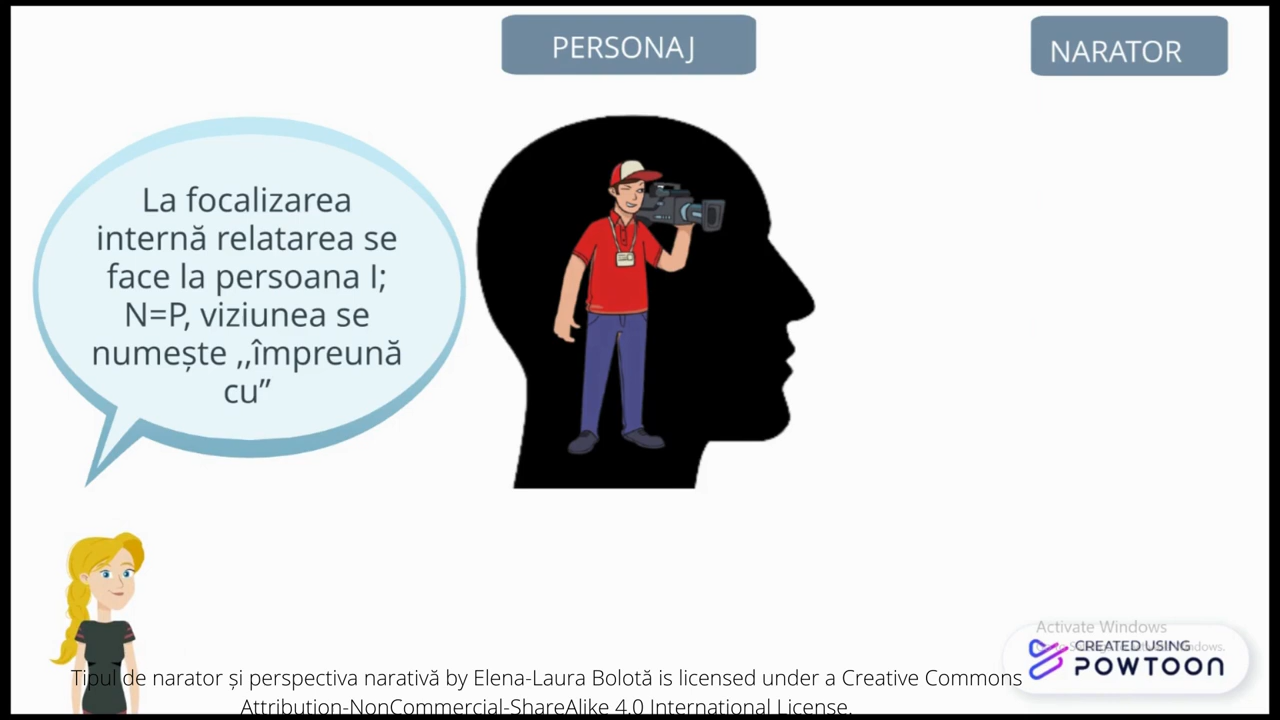 PERSONAJ
NARATOR
La focalizarea
internă relatarea se
face la persoana I;
N=P, viziunea se
numește ,,împreună
cu”
Activate Windows
CREATED USING
POWTOON
Tipul de narator și perspectiva narativă by Elena-Laura Bolotă is licensed under a Creative Commons
Attribution-NonCommercial-ShareAlike 4.0 International License.